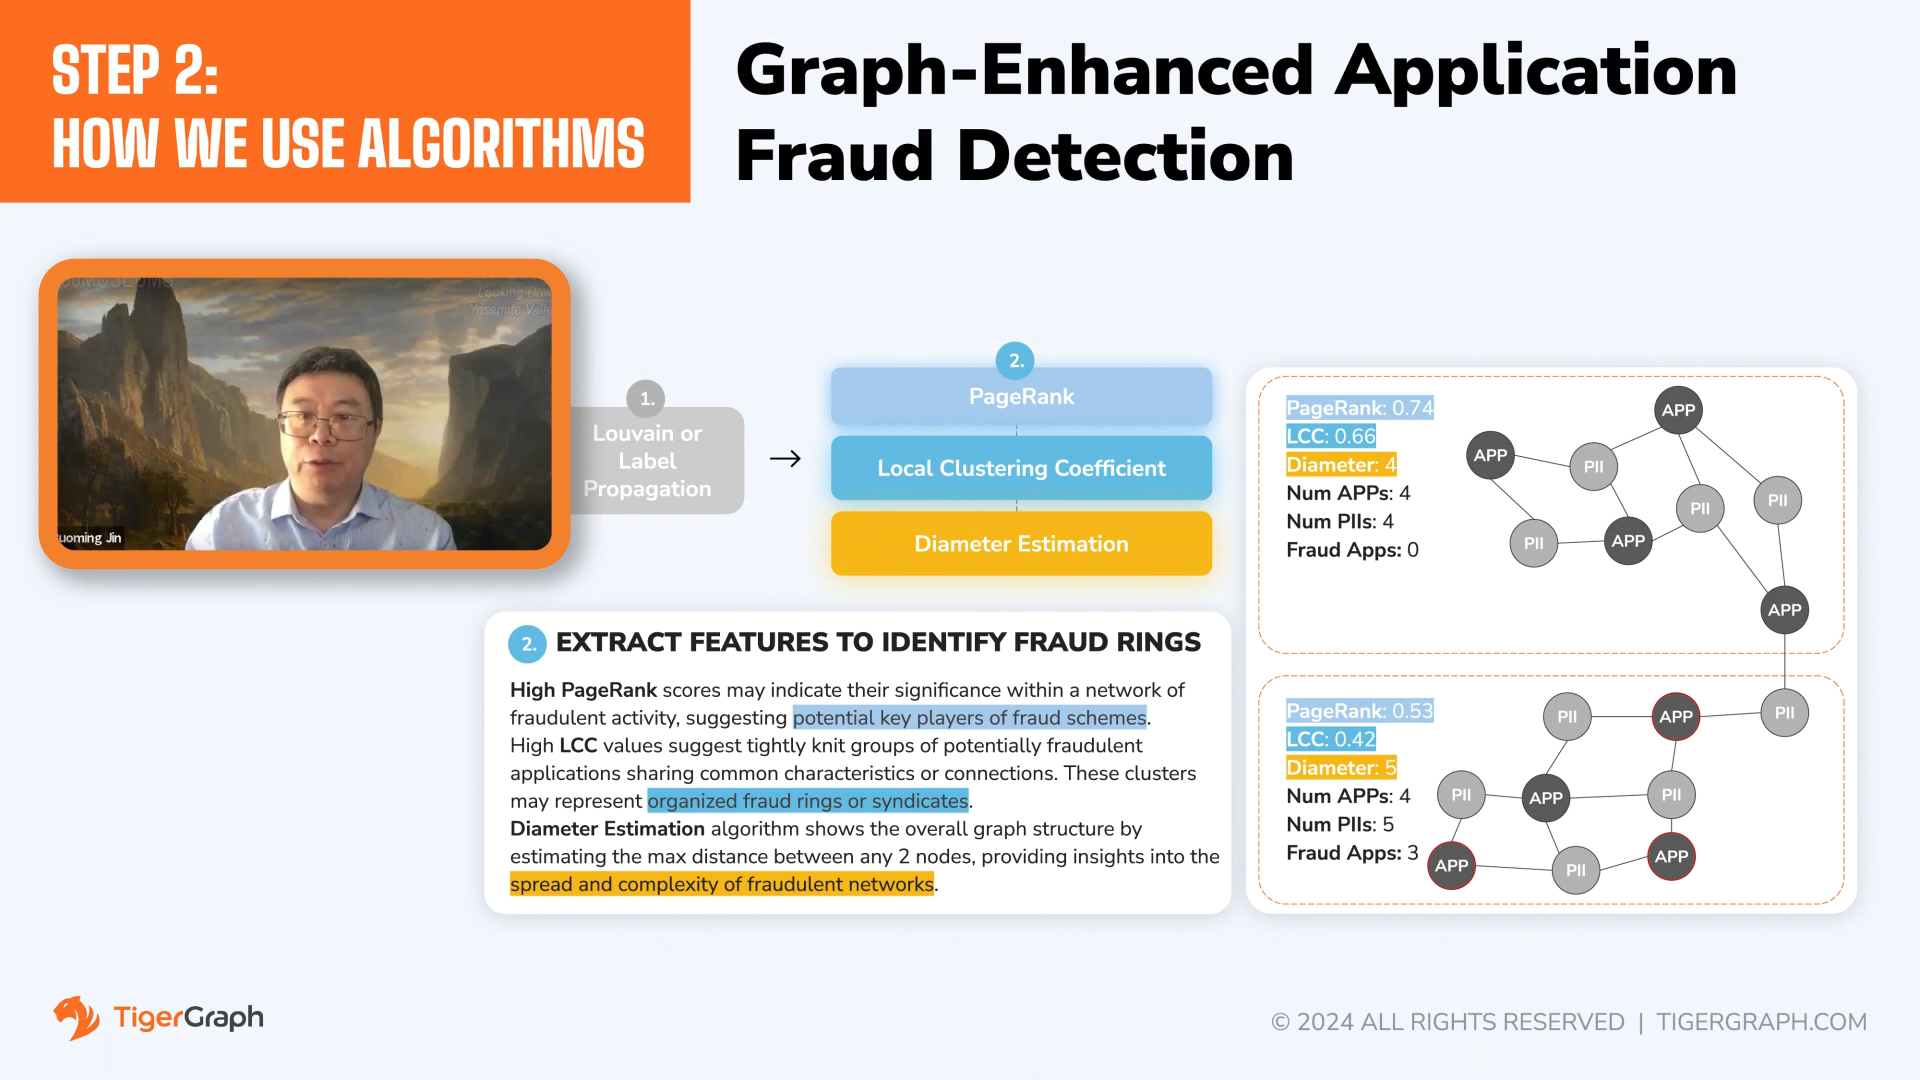 STEP 2:
HOW WE USE ALGORITHMS
Graph-Enhanced Application
Fraud Detection
Looking Dow
Yosemite Valle
uoming Jin
1.
Louvain or
Label
Propagation
2.
PageRank
Local Clustering Coefficient
Diameter Estimation
2. EXTRACT FEATURES TO IDENTIFY FRAUD RINGS
High PageRank scores may indicate their significance within a network of
fraudulent activity, suggesting potential key players of fraud schemes.
High LCC values suggest tightly knit groups of potentially fraudulent
applications sharing common characteristics or connections. These clusters
may represent organized fraud rings or syndicates.
Diameter Estimation algorithm shows the overall graph structure by
estimating the max distance between any 2 nodes, providing insights into the
spread and complexity of fraudulent networks.
PageRank: 0.74
LCC: 0.66
Diameter: 4
Num APPs: 4
Num PIIs: 4
Fraud Apps: 0
APP
APP
PII
PII
PII
PII
APP
APP
PageRank: 0.53
LCC: 0.42
Diameter: 5
Num APPs: 4
Num PIIs: 5
Fraud Apps: 3
PII
APP
PII
PII
APP
PII
APP
PII
APP
TigerGraph
© 2024 ALL RIGHTS RESERVED | TIGERGRAPH.COM